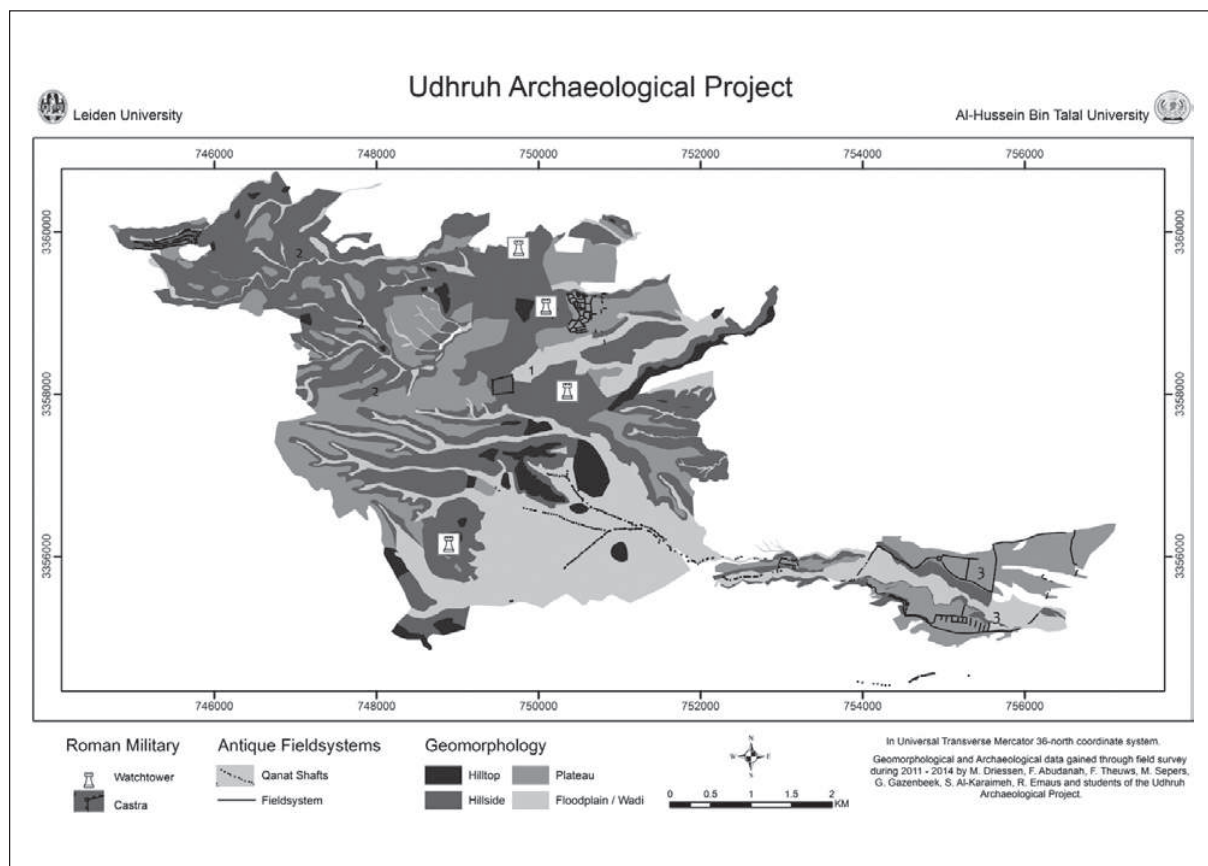 Udhruh Archaeological Project
Leiden University
Al-Hussein Bin Talal University
746000 748000 750000 752000 754000 756000
3360000 3360000
3358000 3358000
3356000 3356000
2
2
2
1
1
3
3
746000 748000 750000 752000 754000 756000
Roman Military
Watchtower
Castra
Antique Fieldsystems
Qanat Shafts
Fieldsystem
Geomorphology
Hilltop Plateau
Hillside Floodplain / Wadi
N
W E
S
0 0.5 1 1.5 2
KM
In Universal Transverse Mercator 36-north coordinate system.
Geomorphological and Archaeological data gained through field survey
during 2011 - 2014 by M. Driessen, F. Abudanah, F. Theuws, M. Sepers,
G. Gazenbeek, S. Al-Karaimeh, R. Emaus and students of the Udhruh
Archaeological Project.